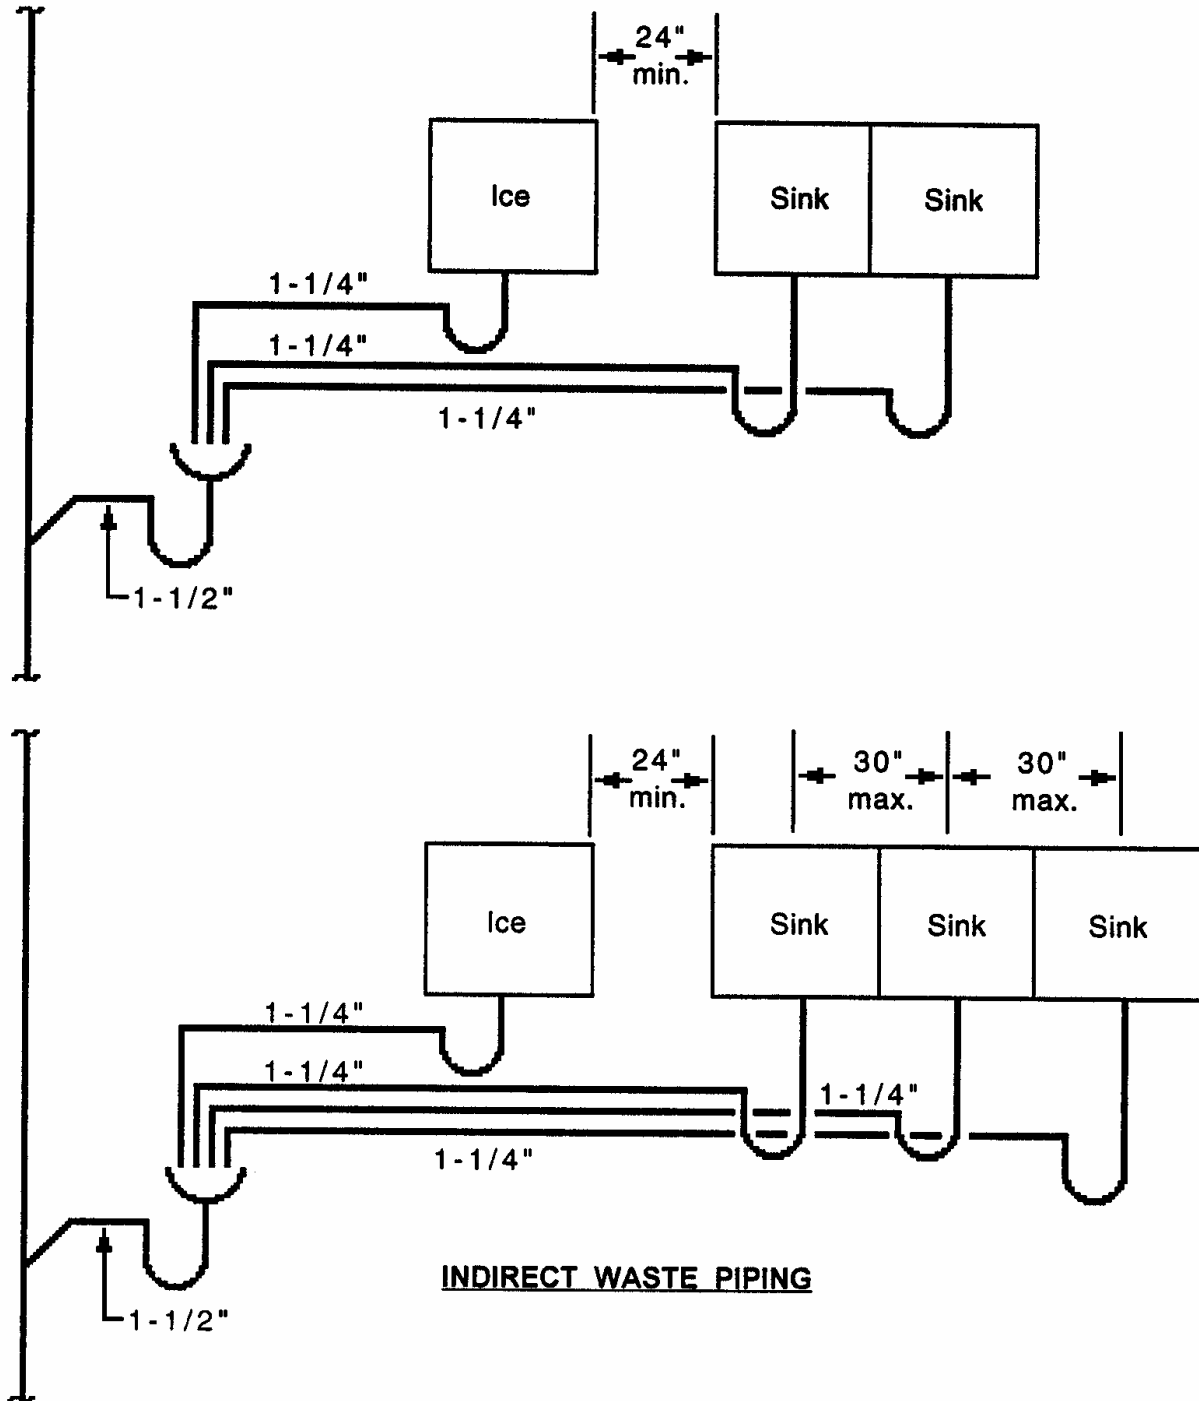 24"
min.
Ice
Sink
Sink
1-1/4"
1-1/4"
1-1/4"
1-1/2"
24"
min.
30"
max.
30"
max.
Ice
Sink
Sink
Sink
1-1/4"
1-1/4"
1-1/4"
1-1/4"
INDIRECT WASTE PIPING
1-1/2"